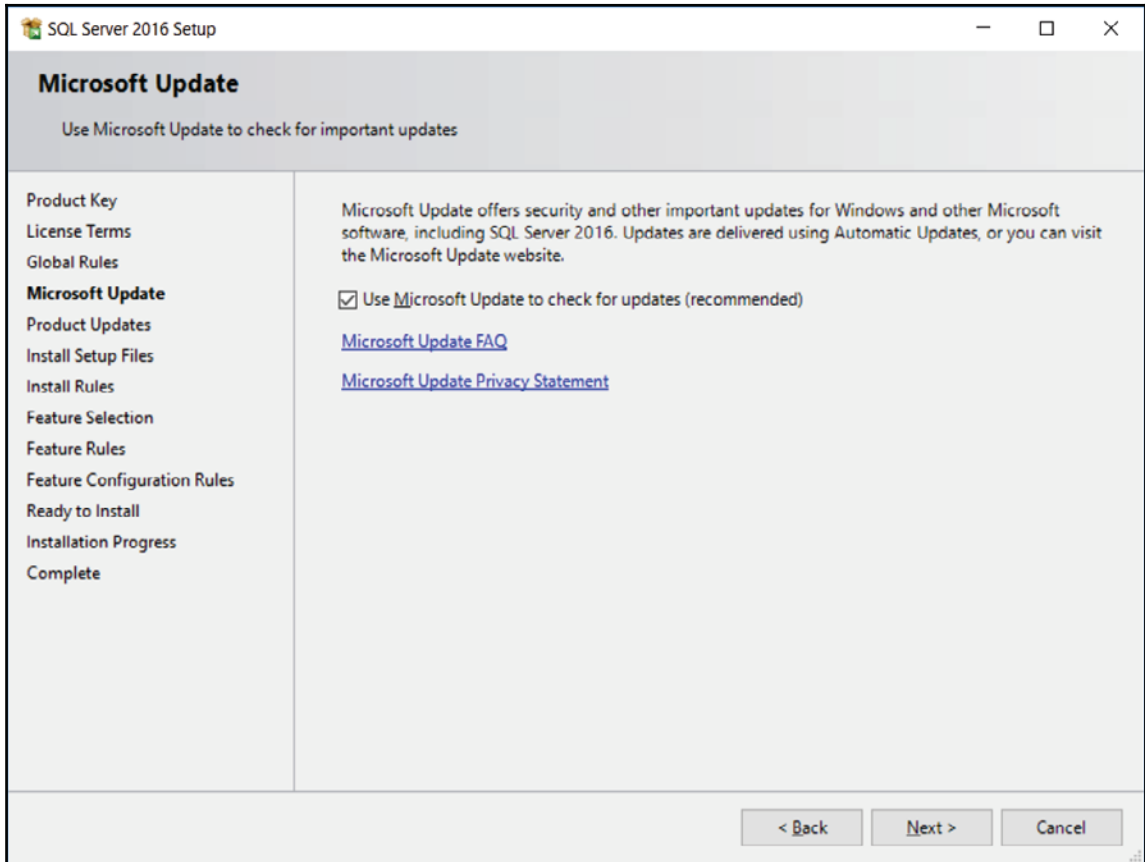 SQL Server 2016 Setup
Microsoft Update
Use Microsoft Update to check for important updates
Product Key
License Terms
Global Rules
Microsoft Update
Product Updates
Install Setup Files
Install Rules
Feature Selection
Feature Rules
Feature Configuration Rules
Ready to Install
Installation Progress
Complete
Microsoft Update offers security and other important updates for Windows and other Microsoft
software, including SQL Server 2016. Updates are delivered using Automatic Updates, or you can visit
the Microsoft Update website.
Use Microsoft Update to check for updates (recommended)
Microsoft Update FAQ
Microsoft Update Privacy Statement
< Back
Next >
Cancel